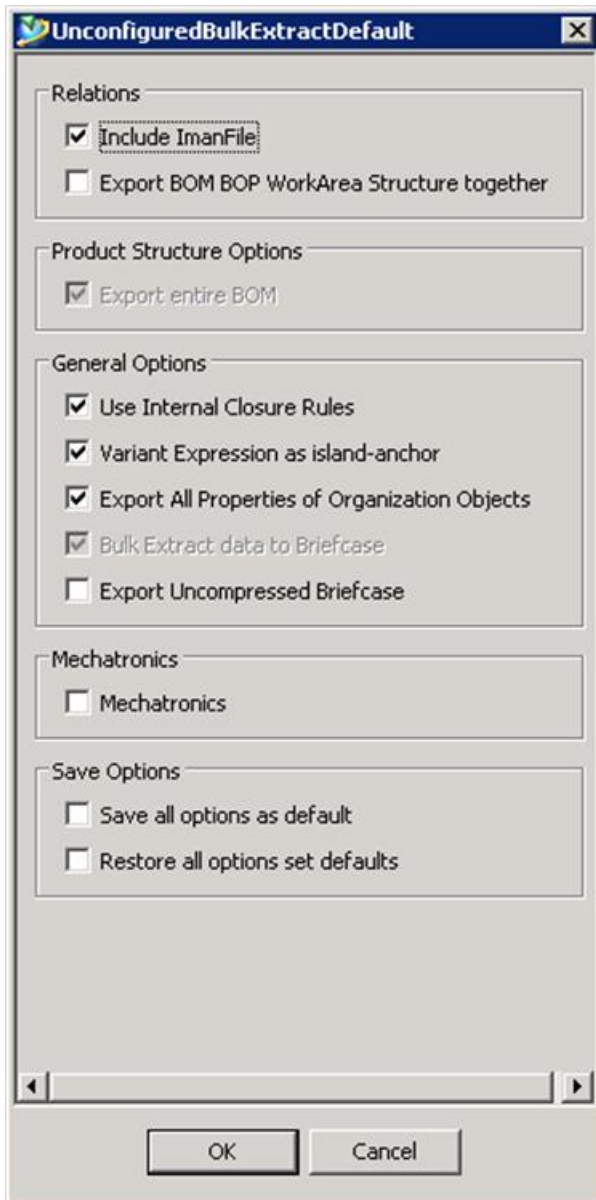 UnconfiguredBulkExtractDefault
Relations
Include ImanFile
Export BOM BOP WorkArea Structure together
Product Structure Options
Export entire BOM
General Options
Use Internal Closure Rules
Variant Expression as island-anchor
Export All Properties of Organization Objects
Bulk Extract data to Briefcase
Export Uncompressed Briefcase
Mechatronics
Mechatronics
Save Options
Save all options as default
Restore all options set defaults
OK Cancel